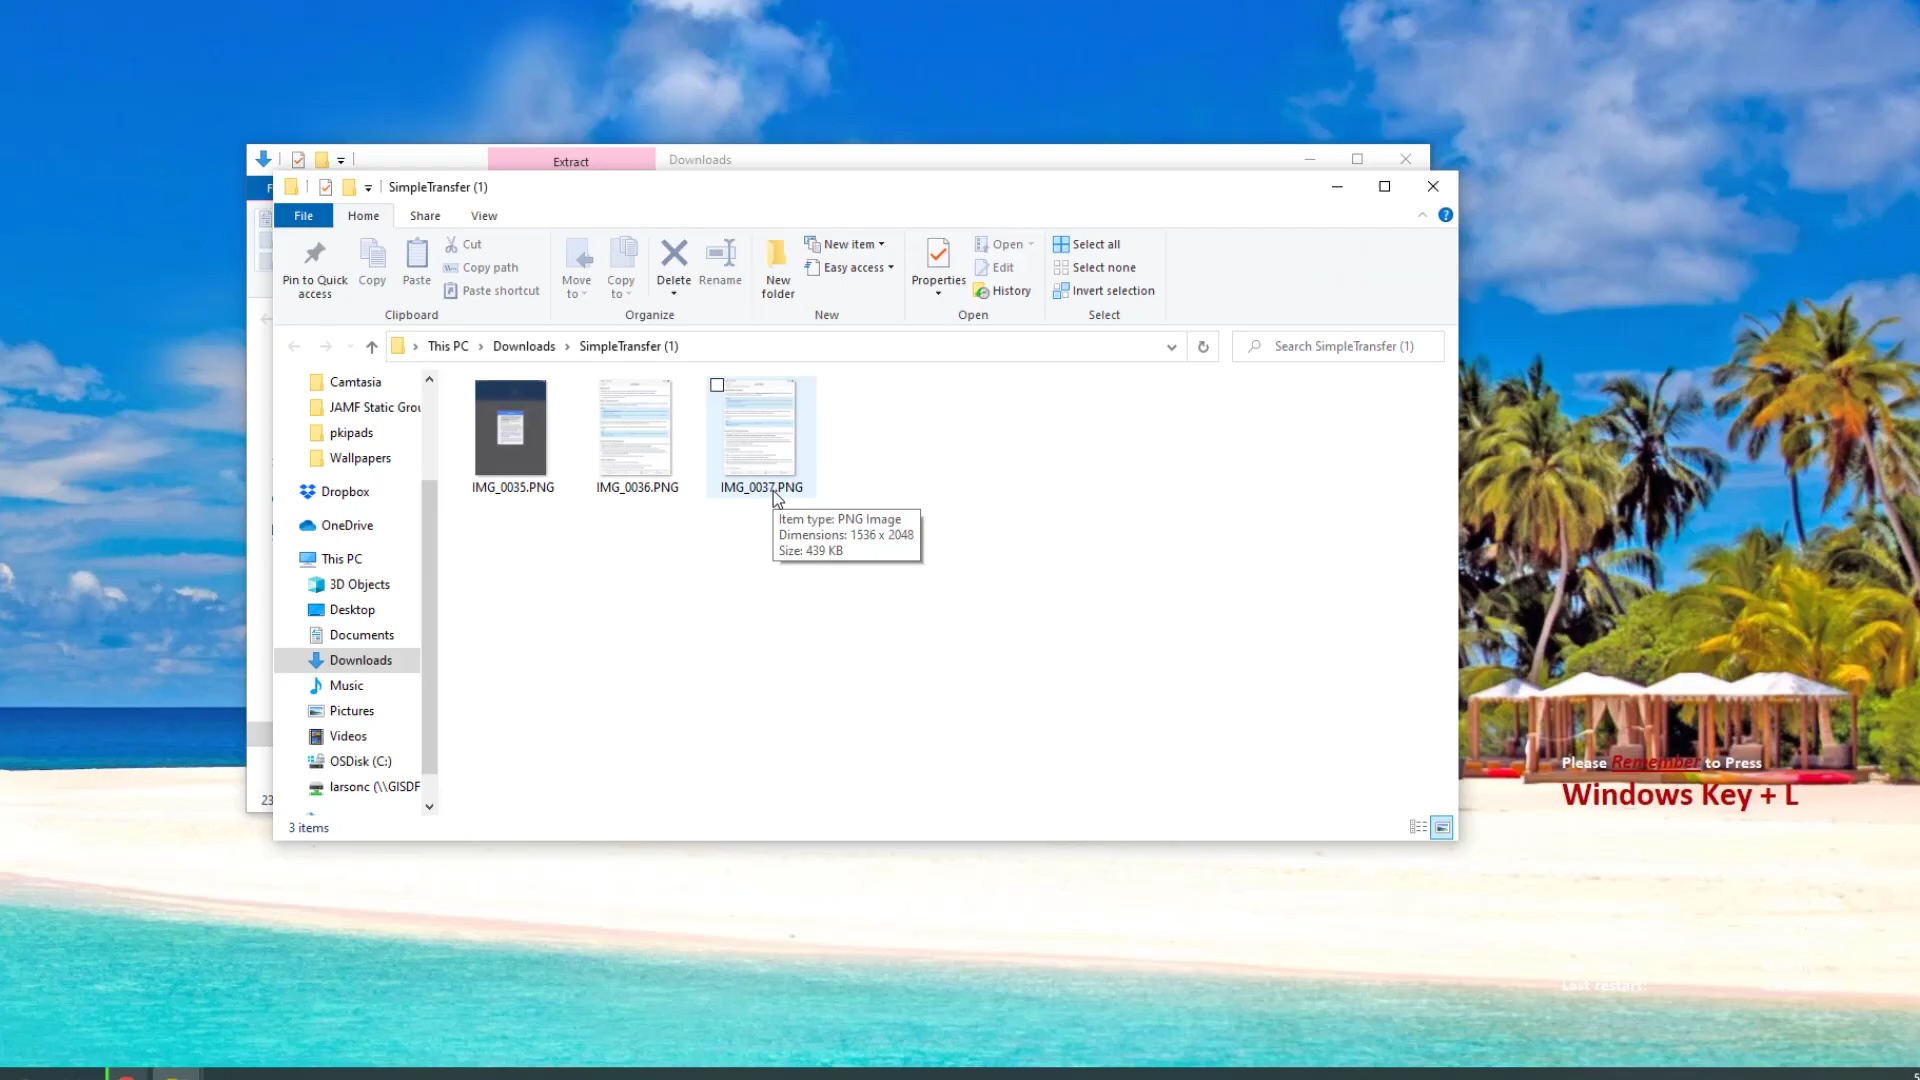 Extract
Downloads
SimpleTransfer (1)
File
Home
Share
View
Pin to Quick access
Copy
Paste
Cut
Copy path
Paste shortcut
Clipboard
Move to
Copy to
Delete
Rename
Organize
New folder
New item
Easy access
New
Properties
Open
Edit
History
Open
Select all
Select none
Invert selection
Select
This PC > Downloads > SimpleTransfer (1)
Search SimpleTransfer (1)
Camtasia
JAMF Static Grou
pkipads
Wallpapers
Dropbox
OneDrive
This PC
3D Objects
Desktop
Documents
Downloads
Music
Pictures
Videos
OSDisk (C:)
larsonc (\\GISDF
IMG_0035.PNG
IMG_0036.PNG
IMG_0037.PNG
Item type: PNG Image
Dimensions: 1536 x 2048
Size: 439 KB
3 items
23
Please Remember to Press
Windows Key + L
Last restart: